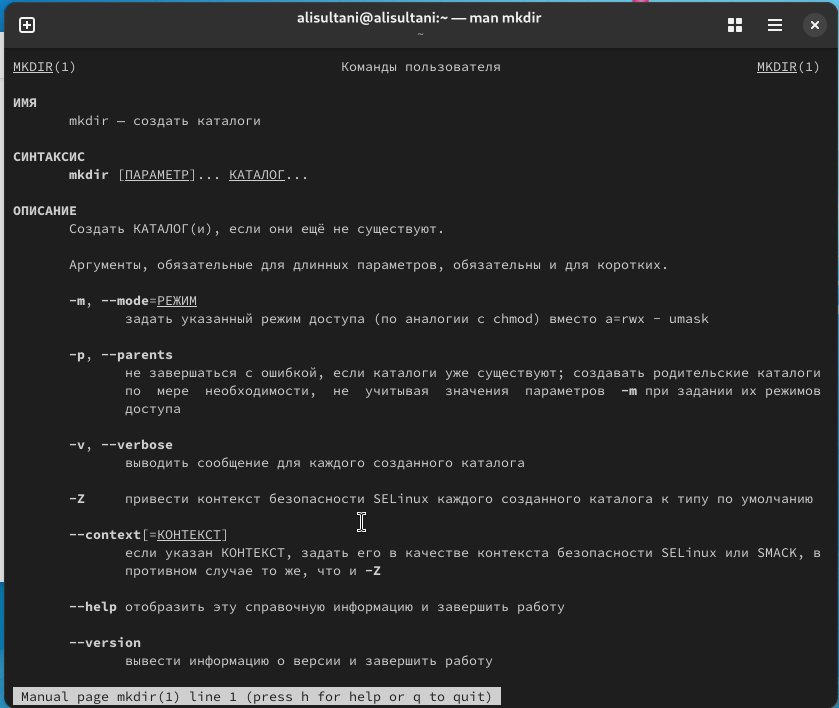 alisultani@alisultani:~ — man mkdir
~
MKDIR(1) Команды пользователя MKDIR(1)
ИМЯ
mkdir — создать каталоги
СИНТАКСИС
mkdir [ПАРАМЕТР]... КАТАЛОГ...
ОПИСАНИЕ
Создать КАТАЛОГ(и), если они ещё не существуют.
Аргументы, обязательные для длинных параметров, обязательны и для коротких.
-m, --mode=РЕЖИМ
задать указанный режим доступа (по аналогии с chmod) вместо a=rwx - umask
-p, --parents
не завершаться с ошибкой, если каталоги уже существуют; создавать родительские каталоги
по мере необходимости, не учитывая значения параметров -m при задании их режимов
доступа
-v, --verbose
выводить сообщение для каждого созданного каталога
-Z привести контекст безопасности SELinux каждого созданного каталога к типу по умолчанию
--context[=КОНТЕКСТ]
если указан КОНТЕКСТ, задать его в качестве контекста безопасности SELinux или SMACK, в
противном случае то же, что и -Z
--help отобразить эту справочную информацию и завершить работу
--version
вывести информацию о версии и завершить работу
Manual page mkdir(1) line 1 (press h for help or q to quit)